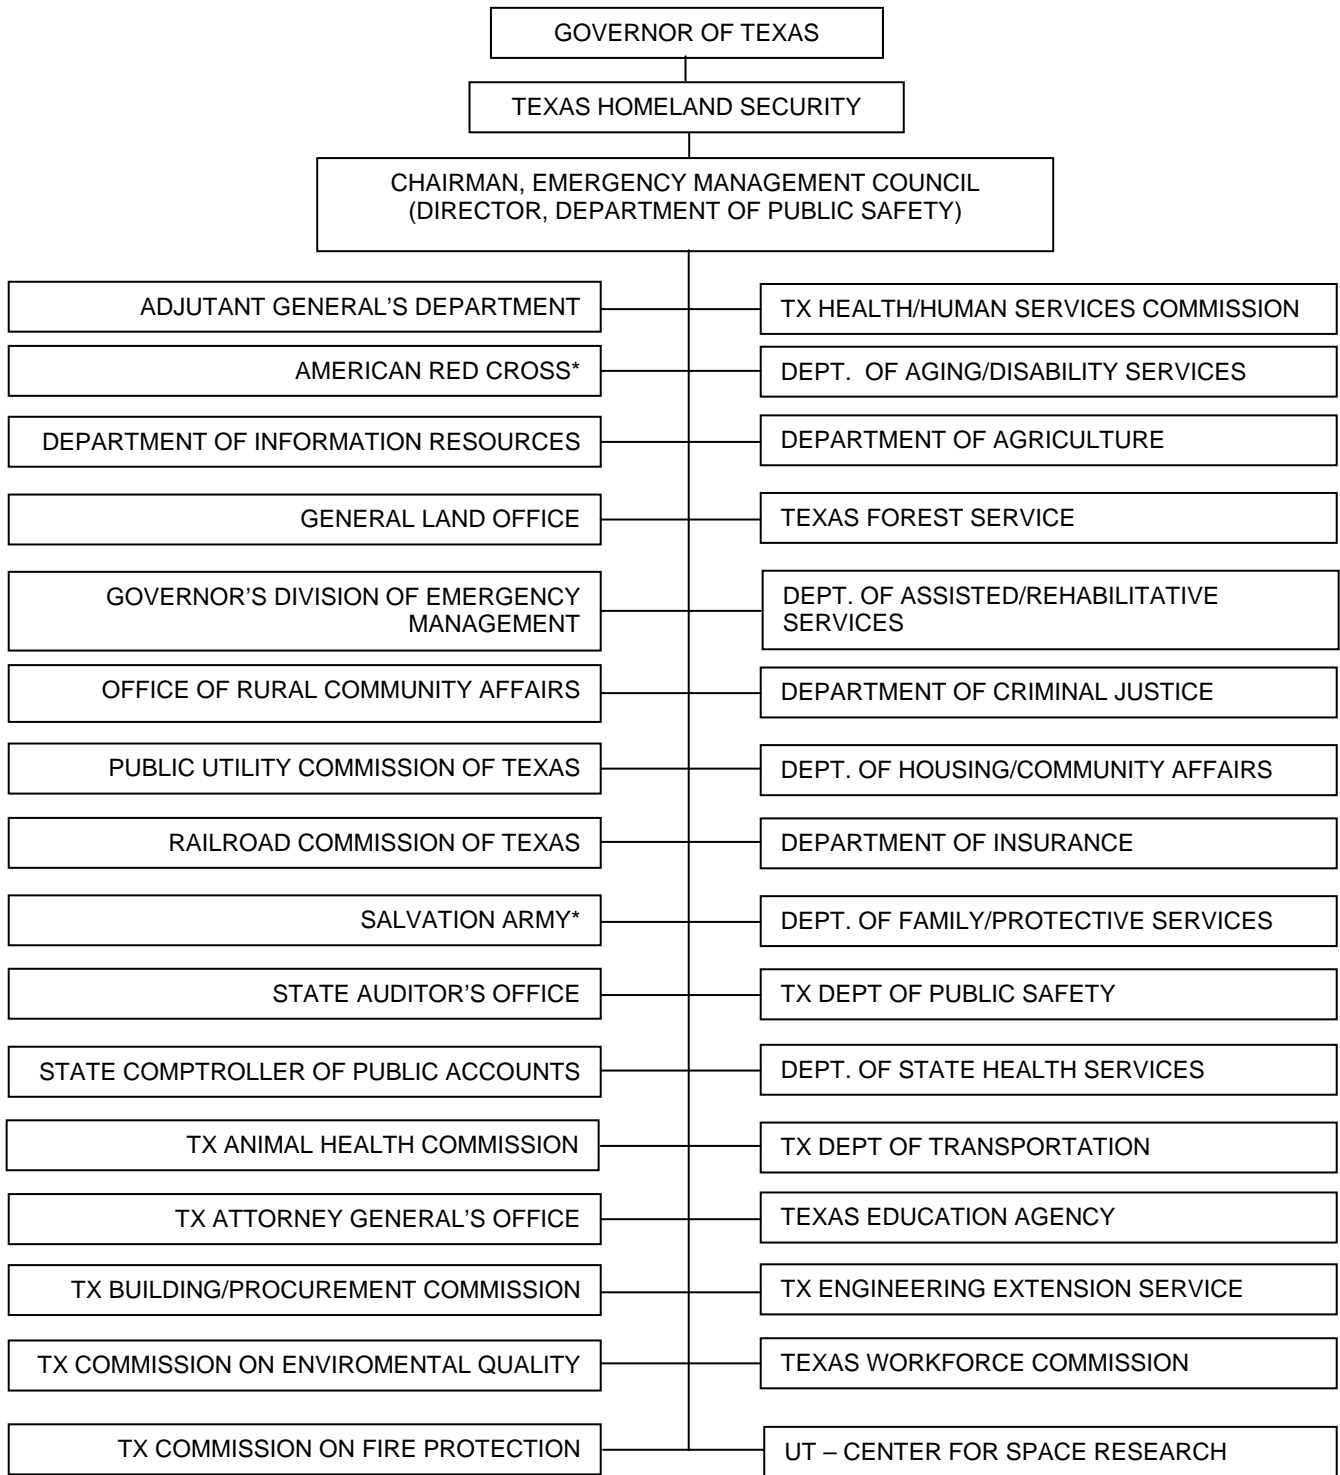 GOVERNOR OF TEXAS
TEXAS HOMELAND SECURITY
CHAIRMAN, EMERGENCY MANAGEMENT COUNCIL
(DIRECTOR, DEPARTMENT OF PUBLIC SAFETY)
ADJUTANT GENERAL’S DEPARTMENT
TX HEALTH/HUMAN SERVICES COMMISSION
AMERICAN RED CROSS*
DEPT. OF AGING/DISABILITY SERVICES
DEPARTMENT OF INFORMATION RESOURCES
DEPARTMENT OF AGRICULTURE
GENERAL LAND OFFICE
TEXAS FOREST SERVICE
GOVERNOR’S DIVISION OF EMERGENCY
MANAGEMENT
DEPT. OF ASSISTED/REHABILITATIVE
SERVICES
OFFICE OF RURAL COMMUNITY AFFAIRS
DEPARTMENT OF CRIMINAL JUSTICE
PUBLIC UTILITY COMMISSION OF TEXAS
DEPT. OF HOUSING/COMMUNITY AFFAIRS
RAILROAD COMMISSION OF TEXAS
DEPARTMENT OF INSURANCE
SALVATION ARMY*
DEPT. OF FAMILY/PROTECTIVE SERVICES
STATE AUDITOR’S OFFICE
TX DEPT OF PUBLIC SAFETY
STATE COMPTROLLER OF PUBLIC ACCOUNTS
DEPT. OF STATE HEALTH SERVICES
TX ANIMAL HEALTH COMMISSION
TX DEPT OF TRANSPORTATION
TX ATTORNEY GENERAL’S OFFICE
TEXAS EDUCATION AGENCY
TX BUILDING/PROCUREMENT COMMISSION
TX ENGINEERING EXTENSION SERVICE
TX COMMISSION ON ENVIROMENTAL QUALITY
TEXAS WORKFORCE COMMISSION
TX COMMISSION ON FIRE PROTECTION
UT – CENTER FOR SPACE RESEARCH